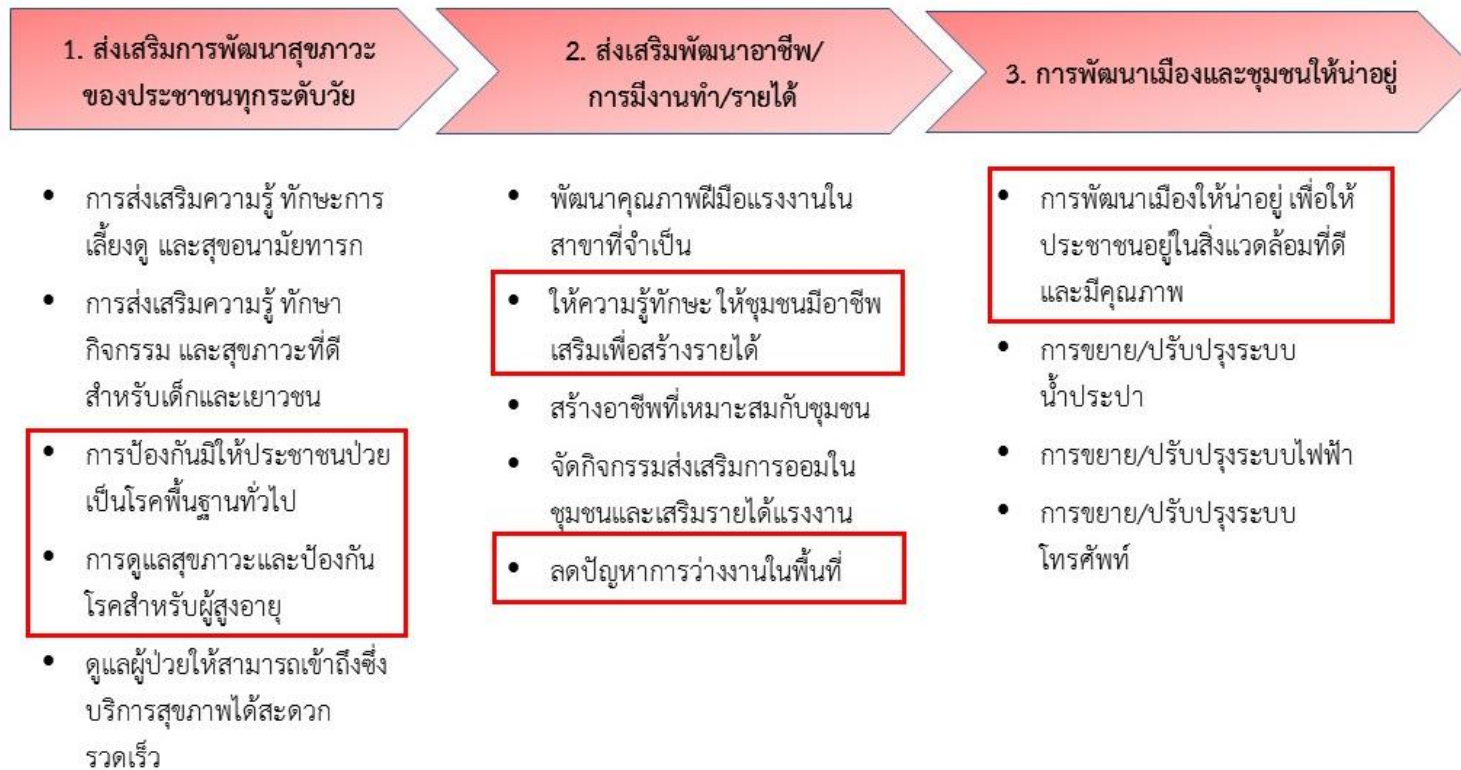 1. ส่งเสริมการพัฒนาสุขภาวะ
ของประชาชนทุกระดับวัย
2. ส่งเสริมพัฒนาอาชีพ/
การมีงานทำ/รายได้
3. การพัฒนาเมืองและชุมชนให้น่าอยู่
• การส่งเสริมความรู้ ทักษะการ
เลี้ยงดู และสุขอนามัยทารก
• การส่งเสริมความรู้ ทักษา
กิจกรรม และสุขภาวะที่ดี
สำหรับเด็กและเยาวชน
• การป้องกันมิให้ประชาชนป่วย
เป็นโรคพื้นฐานทั่วไป
• การดูแลสุขภาวะและป้องกัน
โรคสำหรับผู้สูงอายุ
• ดูแลผู้ป่วยให้สามารถเข้าถึงซึ่ง
บริการสุขภาพได้สะดวก
รวดเร็ว
• พัฒนาคุณภาพฝีมือแรงงานใน
สาขาที่จำเป็น
• ให้ความรู้ทักษะ ให้ชุมชนมีอาชีพ
เสริมเพื่อสร้างรายได้
• สร้างอาชีพที่เหมาะสมกับชุมชน
• จัดกิจกรรมส่งเสริมการออมใน
ชุมชนและเสริมรายได้แรงงาน
• ลดปัญหาการว่างงานในพื้นที่
• การพัฒนาเมืองให้น่าอยู่ เพื่อให้
ประชาชนอยู่ในสิ่งแวดล้อมที่ดี
และมีคุณภาพ
• การขยาย/ปรับปรุงระบบ
น้ำประปา
• การขยาย/ปรับปรุงระบบไฟฟ้า
• การขยาย/ปรับปรุงระบบ
โทรศัพท์